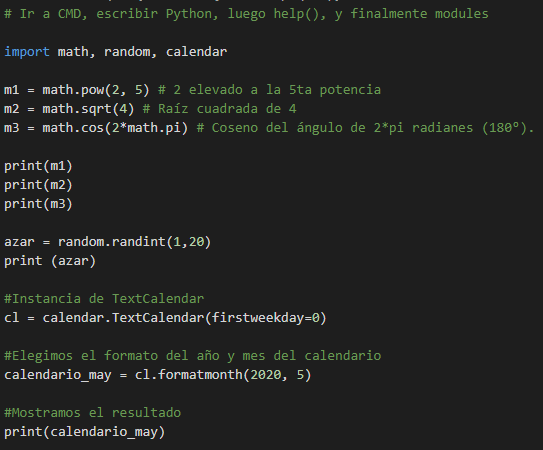 # Ir a CMD, escribir Python, luego help(), y finalmente modules
import math, random, calendar
m1 = math.pow(2, 5) # 2 elevado a la 5ta potencia
m2 = math.sqrt(4) # Raíz cuadrada de 4
m3 = math.cos(2*math.pi) # Coseno del ángulo de 2*pi radianes (180º).
print(m1)
print(m2)
print(m3)
azar = random.randint(1,20)
print (azar)
#Instancia de TextCalendar
cl = calendar.TextCalendar(firstweekday=0)
#Elegimos el formato del año y mes del calendario
calendario_may = cl.formatmonth(2020, 5)
#Mostramos el resultado
print(calendario_may)